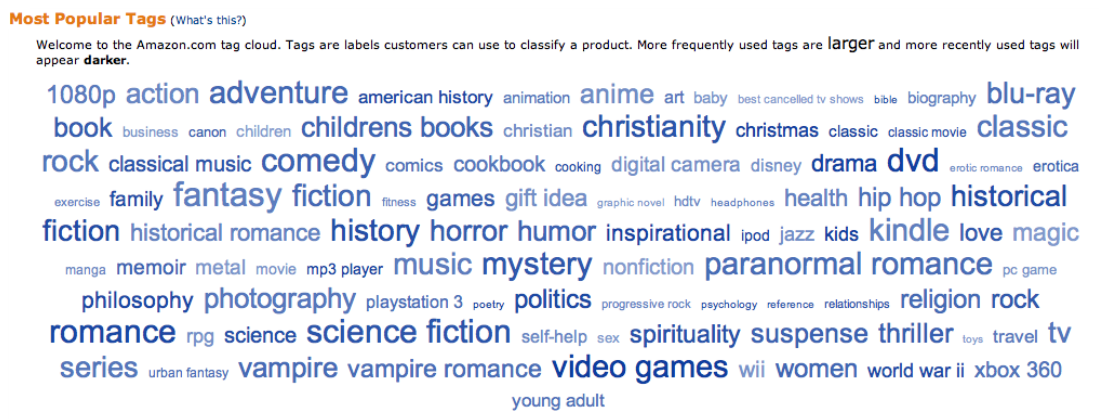 Most Popular Tags (What's this?)
Welcome to the Amazon.com tag cloud. Tags are labels customers can use to classify a product. More frequently used tags are larger and more recently used tags will
appear darker.
1080p action adventure american history animation anime art baby best cancelled tv shows bible biography blu-ray
book business canon children childrens books christian christianity christmas classic classic movie classic
rock classical music comedy comics cookbook cooking digital camera disney drama dvd erotic romance erotica
exercise family fantasy fiction fitness games gift idea graphic novel hdtv headphones health hip hop historical
fiction historical romance history horror humor inspirational ipod jazz kids kindle love magic
manga memoir metal movie mp3 player music mystery nonfiction paranormal romance pc game
philosophy photography playstation 3 poetry politics progressive rock psychology reference relationships religion rock
romance rpg science science fiction self-help sex spirituality suspense thriller toys travel tv
series urban fantasy vampire vampire romance video games wii women world war ii xbox 360
young adult